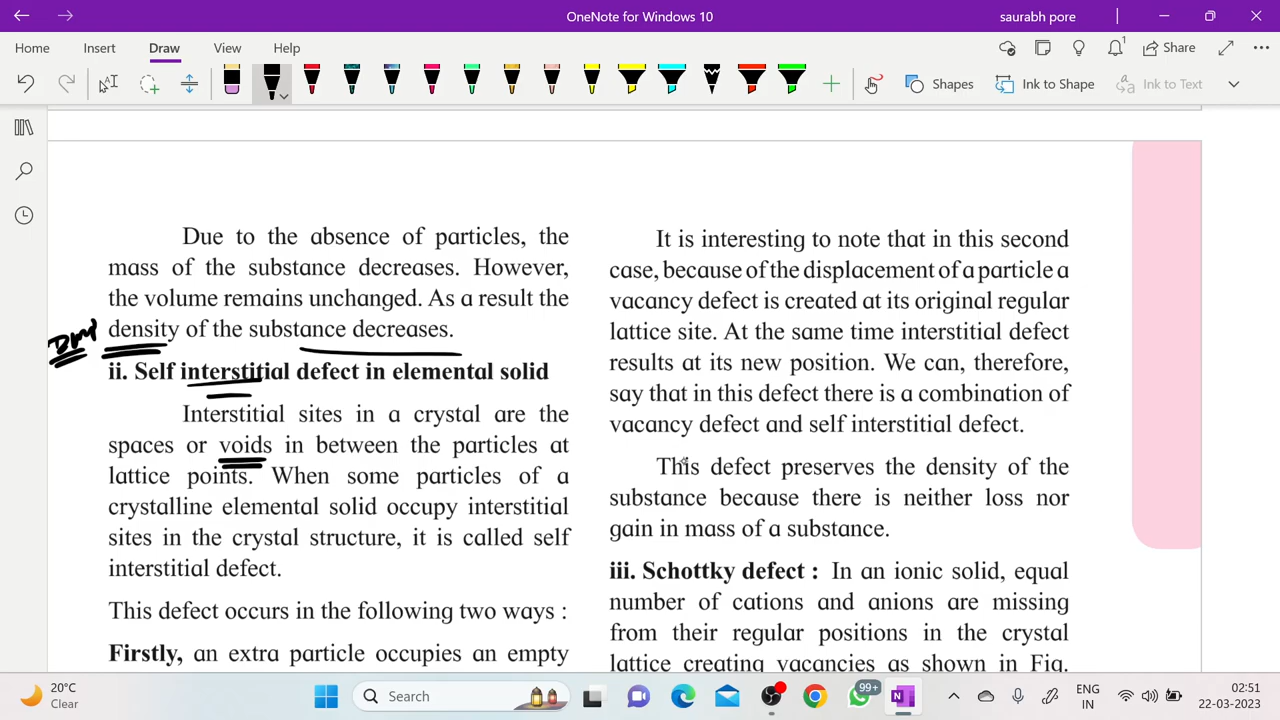 OneNote for Windows 10
saurabh pore
Home
Insert
Draw
View
Help
Share
Shapes
Ink to Shape
Ink to Text
Due to the absence of particles, the
mass of the substance decreases. However,
the volume remains unchanged. As a result the
density of the substance decreases.
ii. Self interstitial defect in elemental solid
Interstitial sites in a crystal are the
spaces or voids in between the particles at
lattice points. When some particles of a
crystalline elemental solid occupy interstitial
sites in the crystal structure, it is called self
interstitial defect.
This defect occurs in the following two ways :
Firstly, an extra particle occupies an empty
It is interesting to note that in this second
case, because of the displacement of a particle a
vacancy defect is created at its original regular
lattice site. At the same time interstitial defect
results at its new position. We can, therefore,
say that in this defect there is a combination of
vacancy defect and self interstitial defect.
This defect preserves the density of the
substance because there is neither loss nor
gain in mass of a substance.
iii. Schottky defect : In an ionic solid, equal
number of cations and anions are missing
from their regular positions in the crystal
lattice creating vacancies as shown in Fig.
20°C
Clear
Search
99+
ENG
IN
02:51
22-03-2023